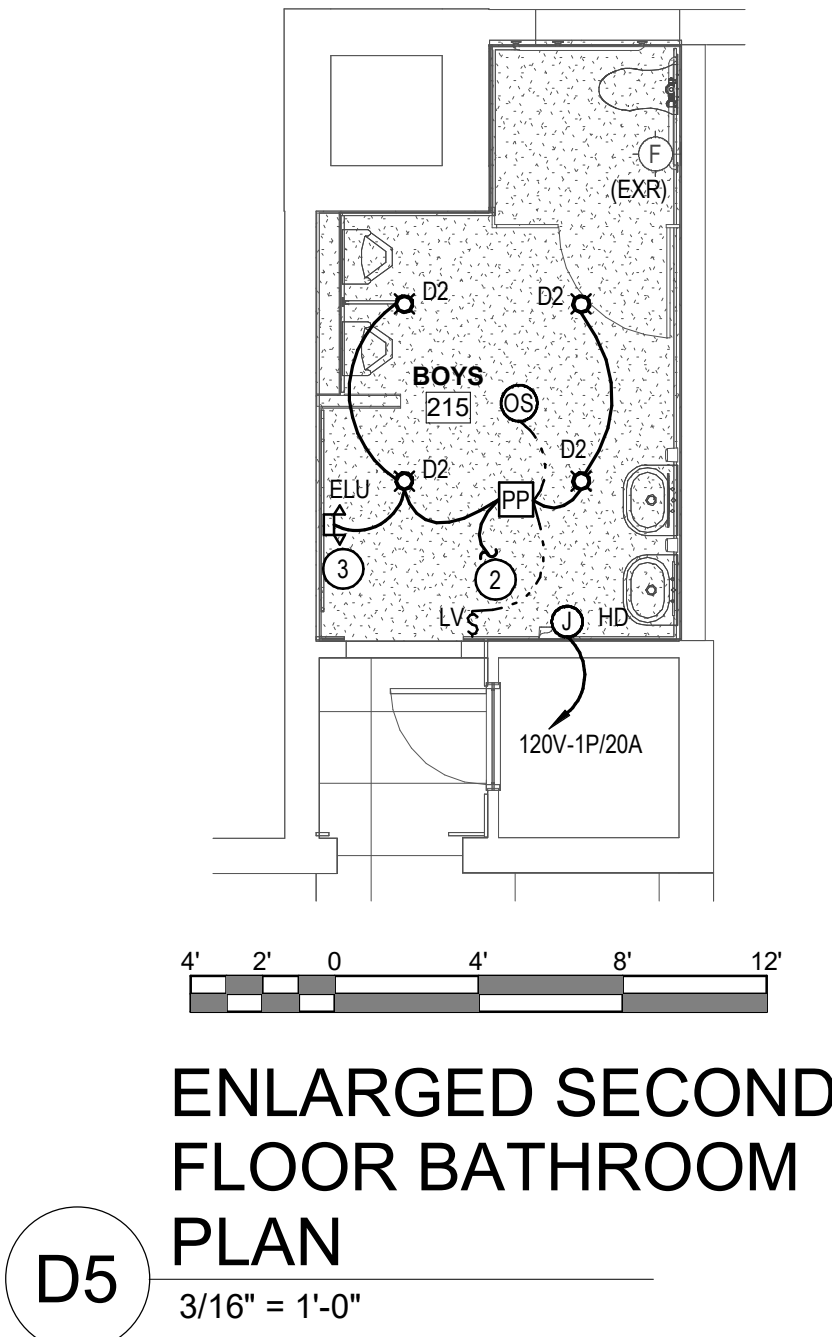 F
(EXR)
D2
D2
BOYS
215
OS
D2
D2
ELU
PP
3
2
LV
J
HD
120V-1P/20A
4' 2' 0 4' 8' 12'
ENLARGED SECOND
FLOOR BATHROOM
PLAN
D5
3/16" = 1'-0"